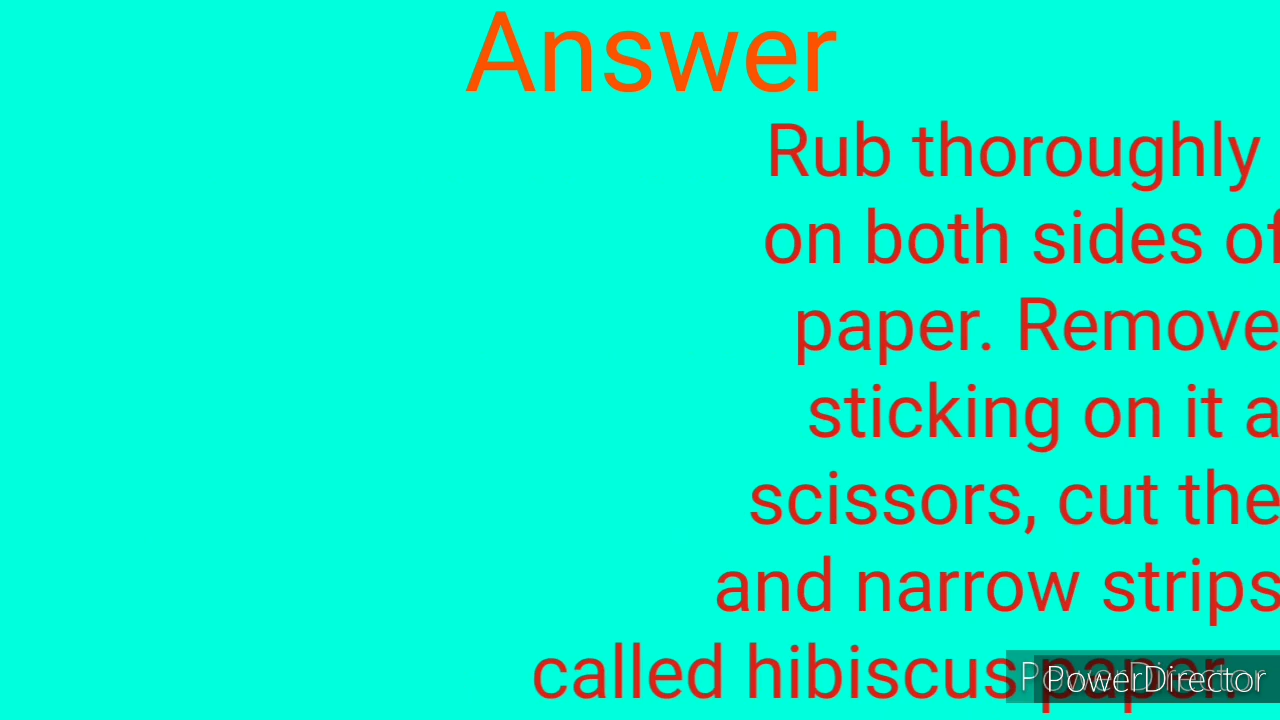 Answer
Rub thoroughly
on both sides of
paper. Remove
sticking on it a
scissors, cut the
and narrow strips
called hibiscus paper.
PowerDirector